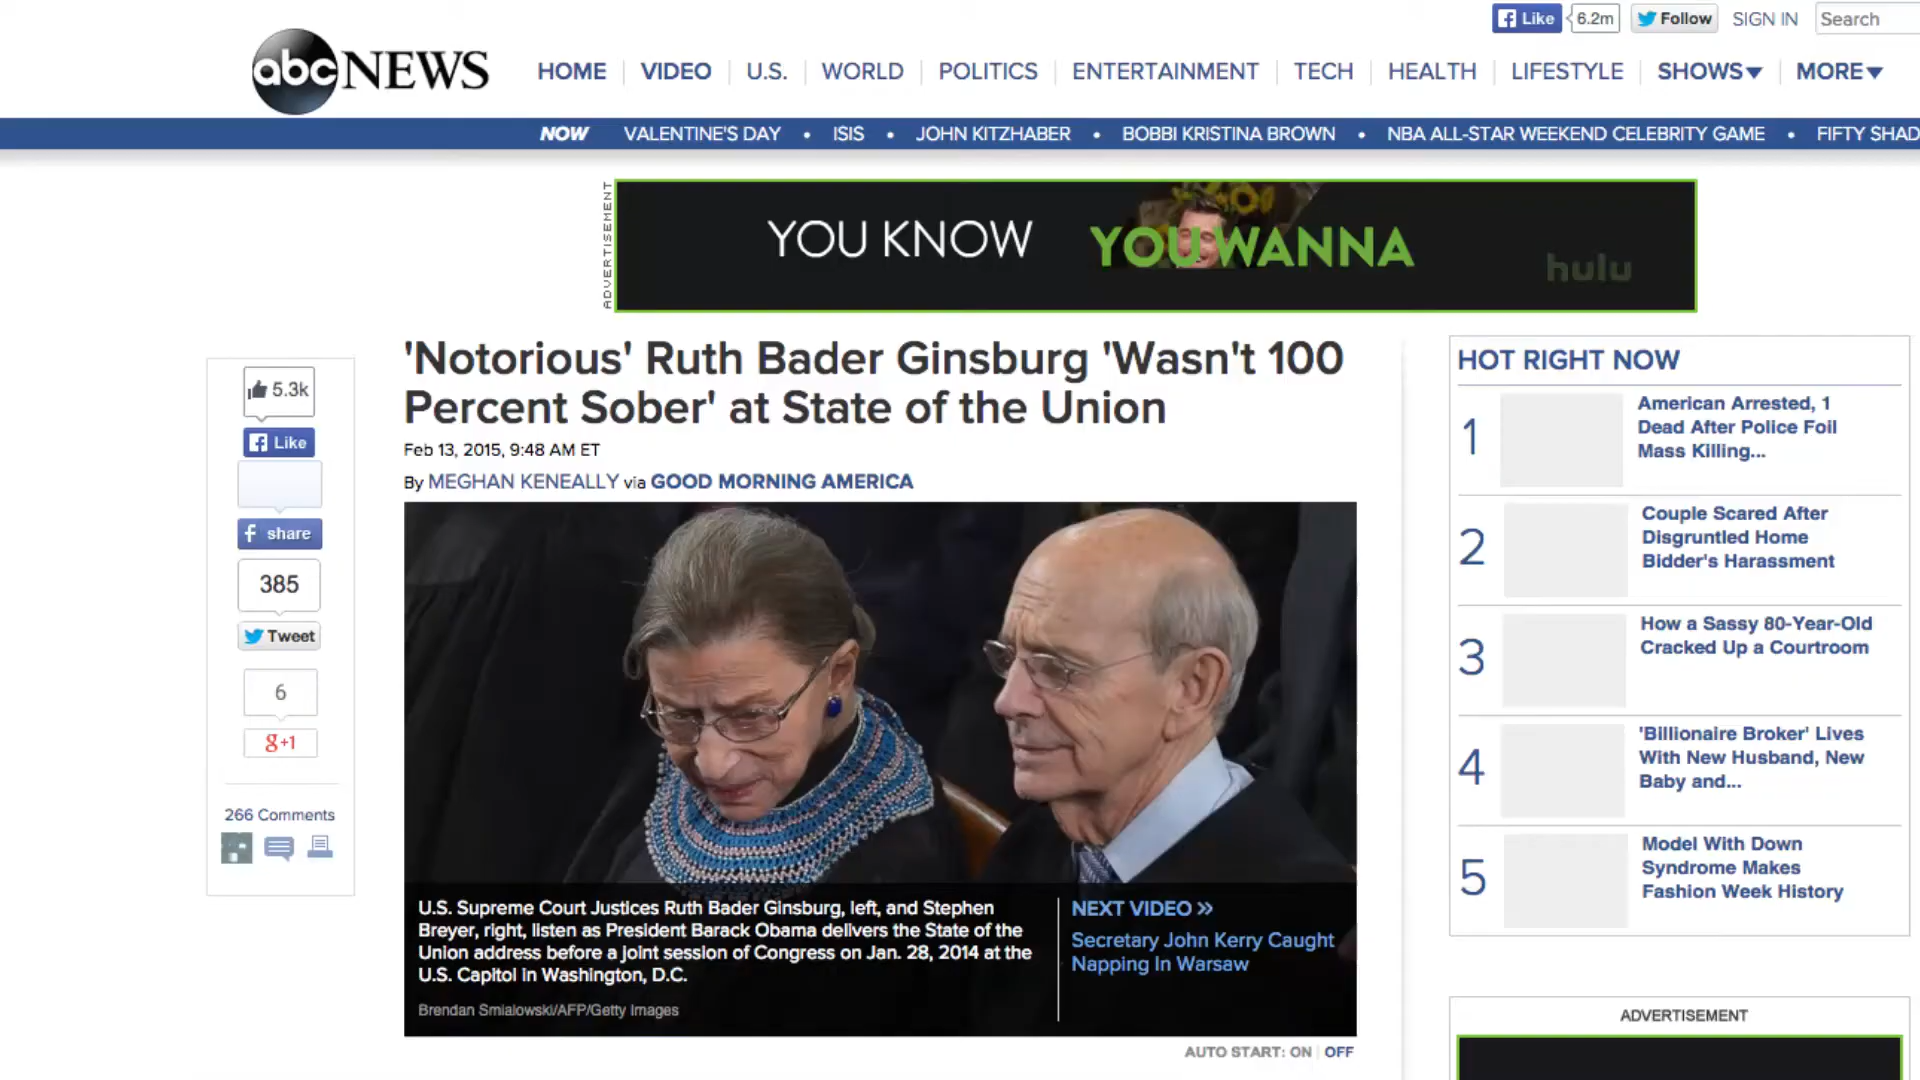 Like
6.2m
Follow
SIGN IN
Search
abc NEWS
HOME
VIDEO
U.S.
WORLD
POLITICS
ENTERTAINMENT
TECH
HEALTH
LIFESTYLE
SHOWS
MORE
NOW
VALENTINE'S DAY • ISIS • JOHN KITZHABER • BOBBI KRISTINA BROWN • NBA ALL-STAR WEEKEND CELEBRITY GAME • FIFTY SHAD
ADVERTISEMENT
YOU KNOW YOU WANNA
hulu
'Notorious' Ruth Bader Ginsburg 'Wasn't 100
Percent Sober' at State of the Union
Feb 13, 2015, 9:48 AM ET
By MEGHAN KENEALLY via GOOD MORNING AMERICA
5.3k
Like
share
385
Tweet
6
g+1
266 Comments
U.S. Supreme Court Justices Ruth Bader Ginsburg, left, and Stephen
Breyer, right, listen as President Barack Obama delivers the State of the
Union address before a joint session of Congress on Jan. 28, 2014 at the
U.S. Capitol in Washington, D.C.
Brendan Smialowski/AFP/Getty Images
NEXT VIDEO »
Secretary John Kerry Caught
Napping In Warsaw
AUTO START: ON | OFF
HOT RIGHT NOW
1
American Arrested, 1
Dead After Police Foil
Mass Killing...
2
Couple Scared After
Disgruntled Home
Bidder's Harassment
3
How a Sassy 80-Year-Old
Cracked Up a Courtroom
4
'Billionaire Broker' Lives
With New Husband, New
Baby and...
5
Model With Down
Syndrome Makes
Fashion Week History
ADVERTISEMENT